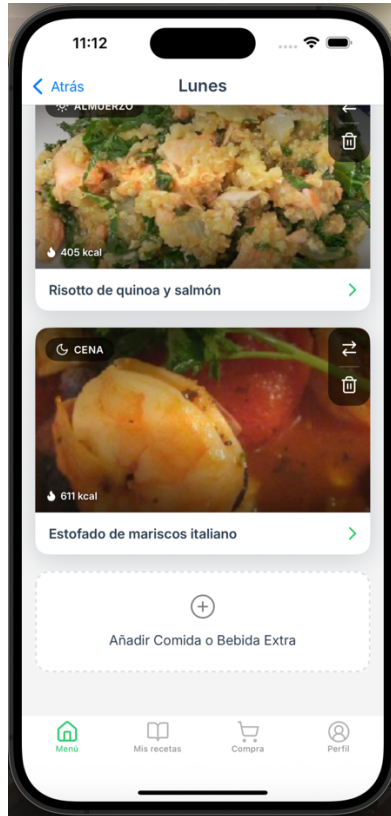 11:12
Atrás
Lunes
ALMUERZO
405 kcal
Risotto de quinoa y salmón
CENA
611 kcal
Estofado de mariscos italiano
Añadir Comida o Bebida Extra
Menú
Mis recetas
Compra
Perfil